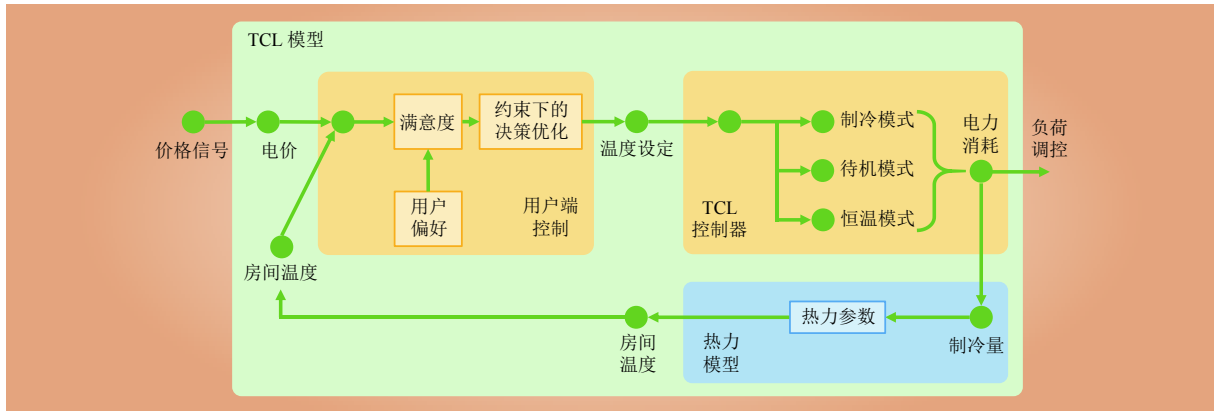 TCL 模型
价格信号
电价
满意度
约束下的
决策优化
用户
偏好
用户端
控制
温度设定
TCL
控制器
制冷模式
待机模式
恒温模式
电力
消耗
负荷
调控
房间温度
房间
温度
热力
模型
热力参数
制冷量